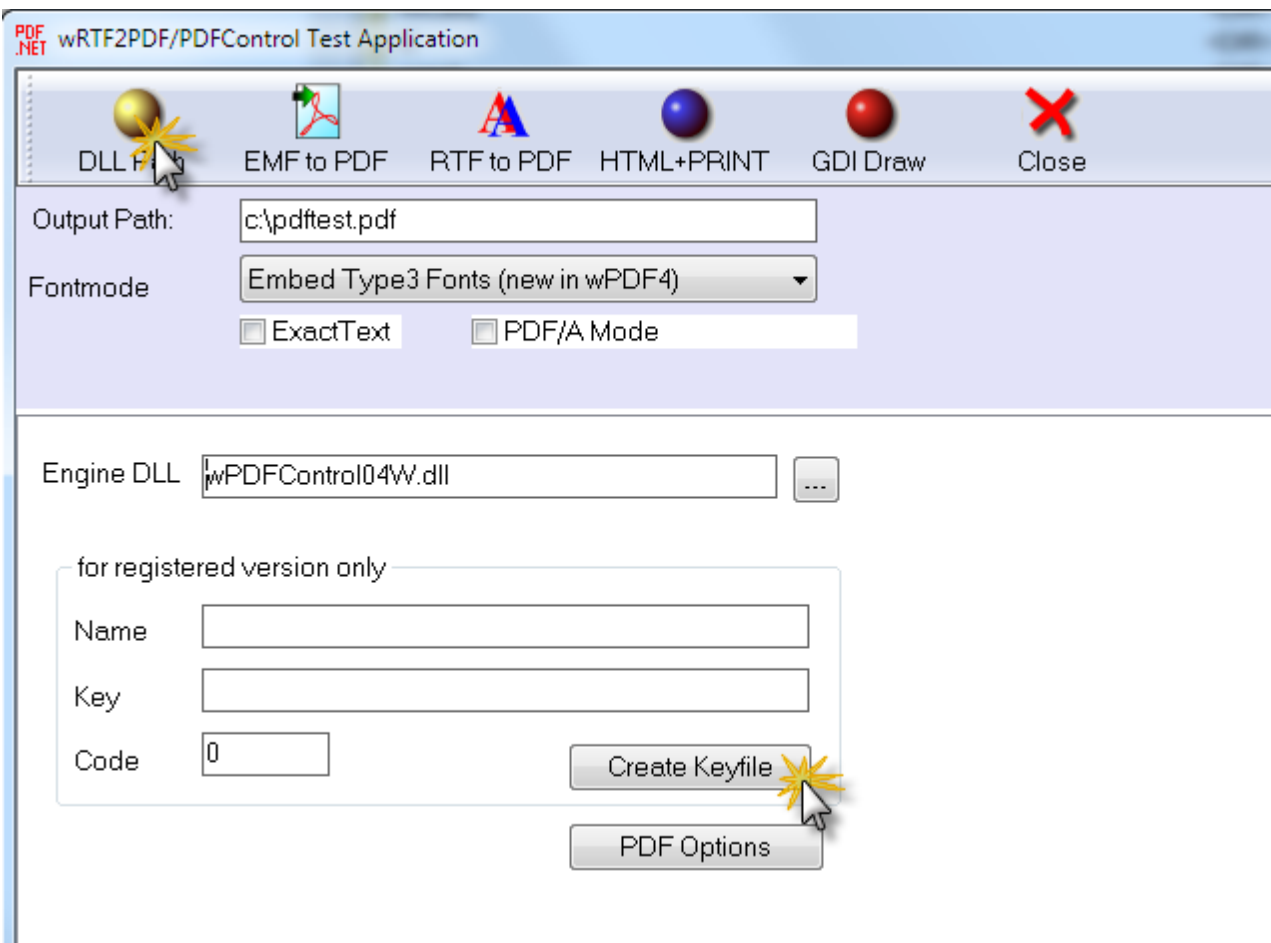 PDF
.NET
wRTF2PDF/PDFControl Test Application
DLL Path EMF to PDF RTF to PDF HTML+PRINT GDI Draw Close
Output Path: c:\pdftest.pdf
Fontmode Embed Type3 Fonts (new in wPDF4)
ExactText PDF/A Mode
Engine DLL wPDFControl04W.dll ...
for registered version only
Name
Key
Code 0 Create Keyfile
PDF Options